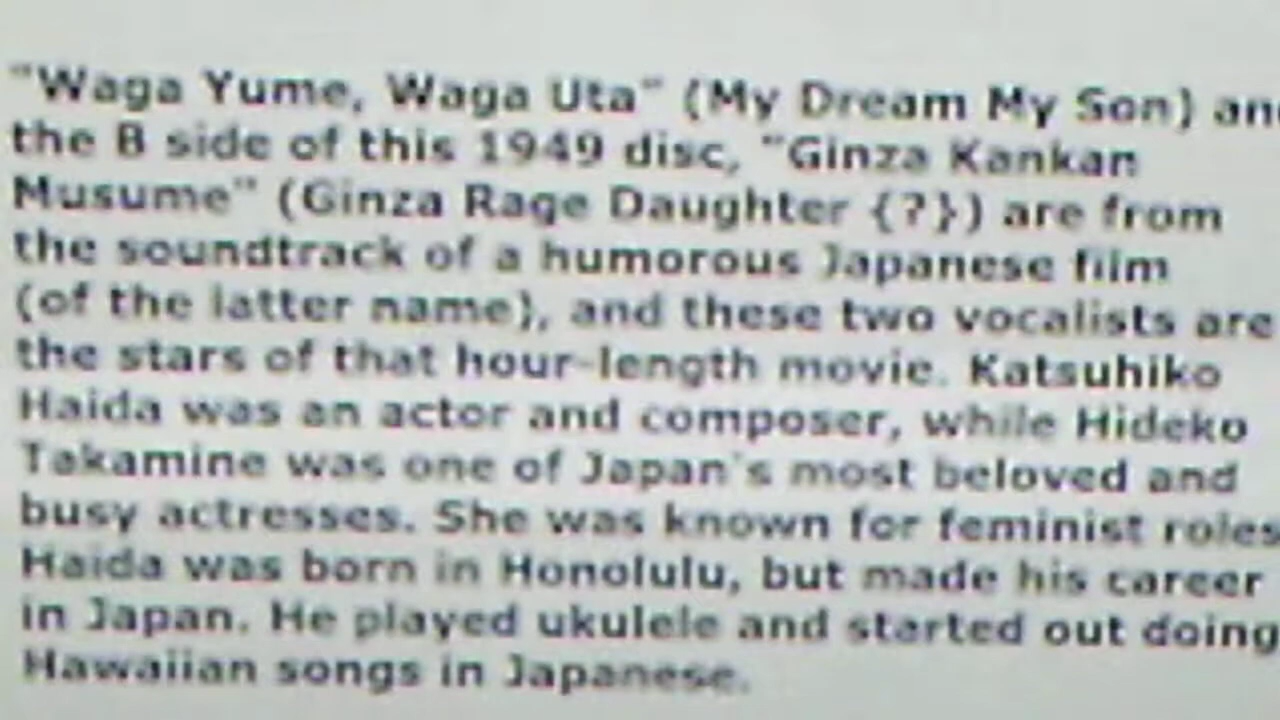 "Waga Yume, Waga Uta" (My Dream My Son) and
the B side of this 1949 disc, "Ginza Kankan
Musume" (Ginza Rage Daughter {?}) are from
the soundtrack of a humorous Japanese film
(of the latter name), and these two vocalists are
the stars of that hour-length movie. Katsuhiko
Haida was an actor and composer, while Hideko
Takamine was one of Japan's most beloved and
busy actresses. She was known for feminist roles
Haida was born in Honolulu, but made his career
in Japan. He played ukulele and started out doing
Hawaiian songs in Japanese.